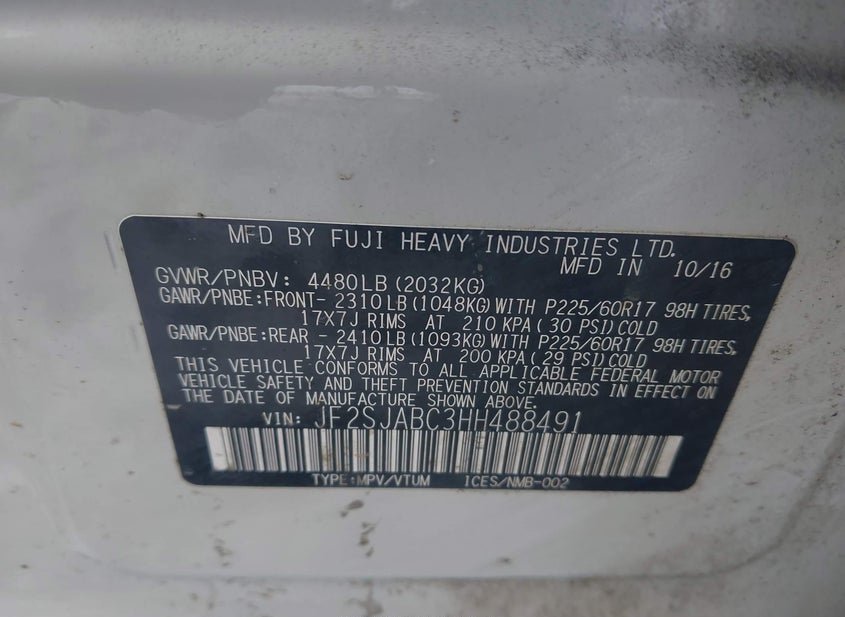 MFD BY FUJI HEAVY INDUSTRIES LTD.
MFD IN 10/16
GVWR/PNBV: 4480LB(2032KG)
GAWR/PNBE:FRONT- 2310LB(1048KG)WITH P225/60R17 98H TIRES,
17X7J RIMS AT 210 KPA(30 PSI)COLD
GAWR/PNBE:REAR - 2410LB(1093KG)WITH P225/60R17 98H TIRES,
17X7J RIMS AT 200 KPA(29 PSI)COLD
THIS VEHICLE CONFORMS TO ALL APPLICABLE FEDERAL MOTOR
VEHICLE SAFETY AND THEFT PREVENTION STANDARDS IN EFFECT ON
THE DATE OF MANUFACTURE SHOWN ABOVE.
VIN: JF2SJABC3HH488491
TYPE:MPV/VTUM ICES/NMB-002